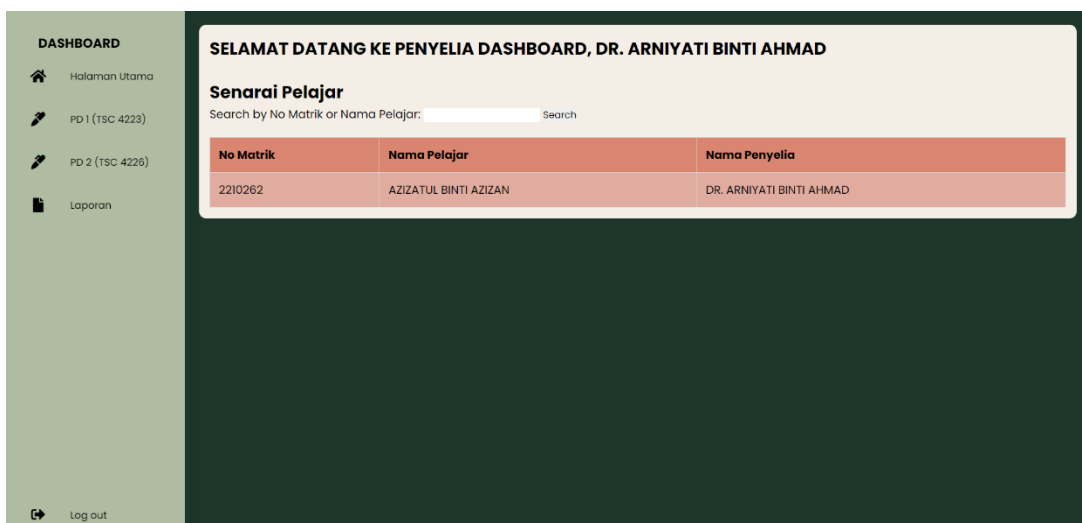 DASHBOARD
Halaman Utama
PD 1 (TSC 4223)
PD 2 (TSC 4226)
Laporan
Log out
SELAMAT DATANG KE PENYELIA DASHBOARD, DR. ARNIYATI BINTI AHMAD
Senarai Pelajar
Search by No Matrik or Nama Pelajar: Search
No Matrik Nama Pelajar Nama Penyelia
2210262 AZIZATUL BINTI AZIZAN DR. ARNIYATI BINTI AHMAD